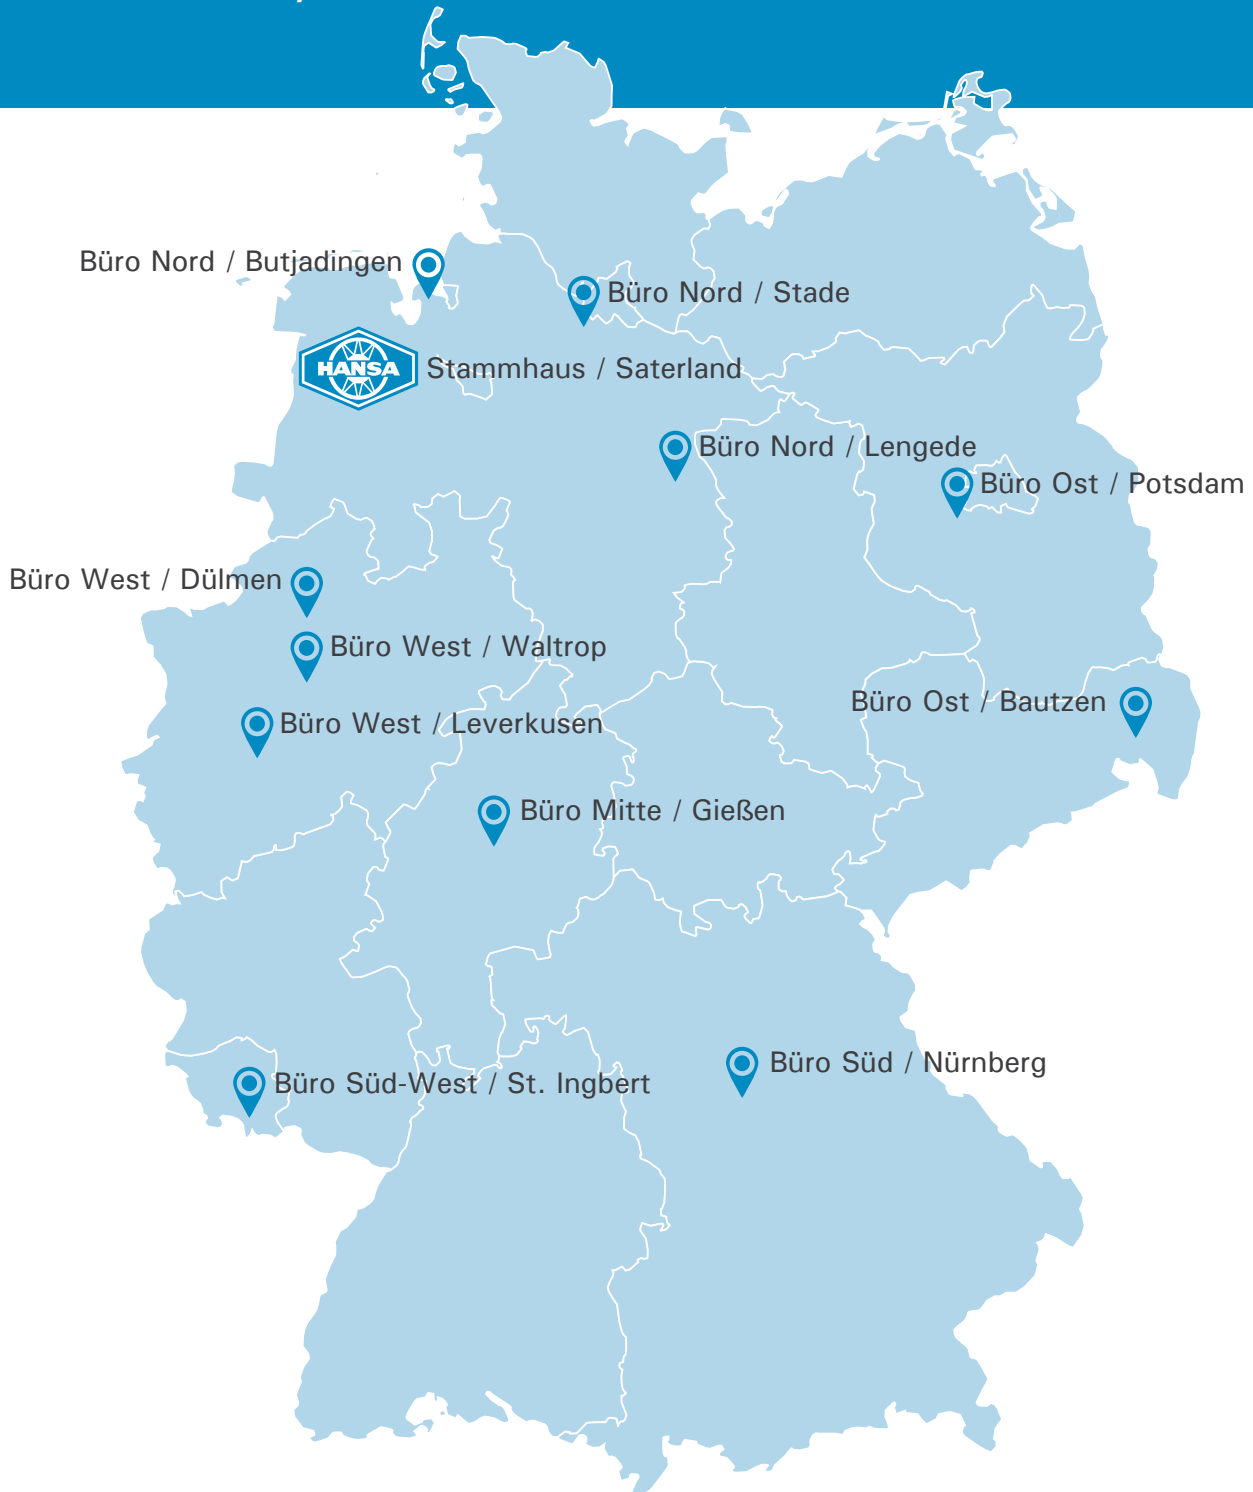 Büro Nord / Butjadingen
Büro Nord / Stade
HANSA
Stammhaus / Saterland
Büro Nord / Lengede
Büro Ost / Potsdam
Büro West / Dülmen
Büro West / Waltrop
Büro Ost / Bautzen
Büro West / Leverkusen
Büro Mitte / Gießen
Büro Süd / Nürnberg
Büro Süd-West / St. Ingbert